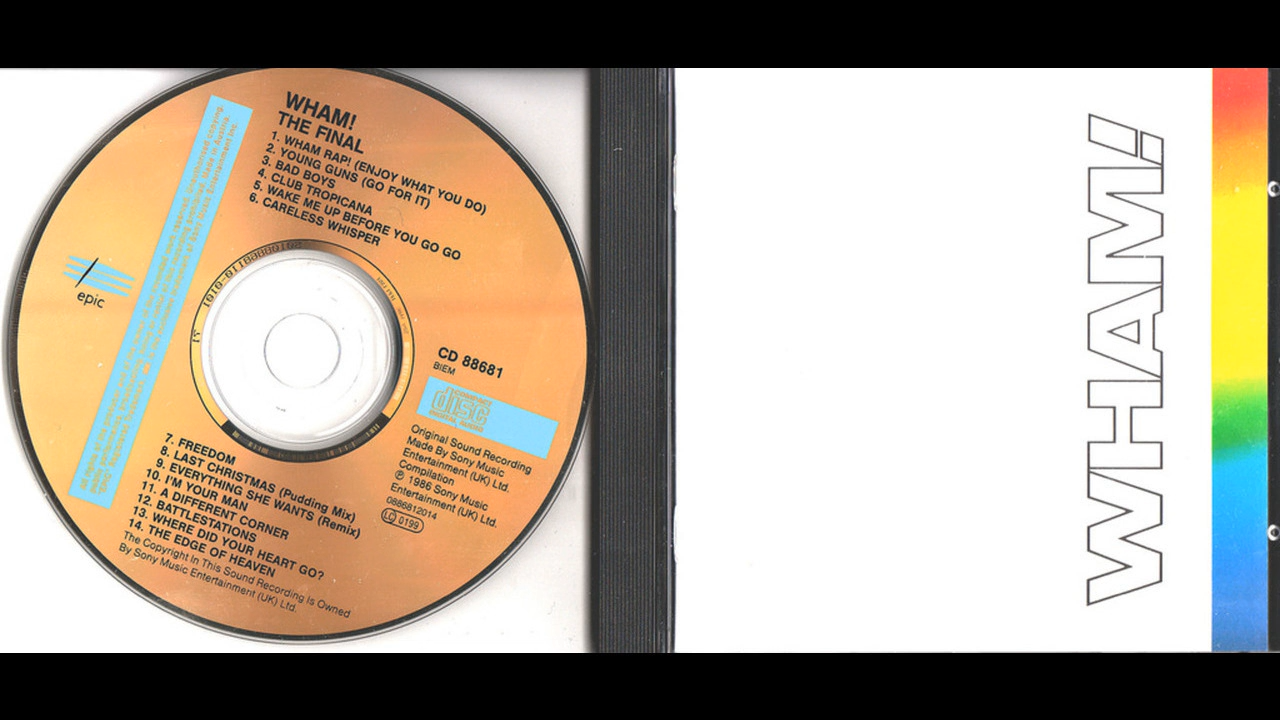 WHAM!
THE FINAL
1. WHAM RAP! (ENJOY WHAT YOU DO)
2. YOUNG GUNS (GO FOR IT)
3. BAD BOYS
4. CLUB TROPICANA
5. WAKE ME UP BEFORE YOU GO GO
6. CARELESS WHISPER
epic
CD 88681
BIEM
COMPACT
disc
DIGITAL AUDIO
Original Sound Recording
Made By Sony Music
Entertainment (UK) Ltd.
Compilation
℗ 1986 Sony Music
Entertainment (UK) Ltd.
0886812014
LC 0199
7. FREEDOM
8. LAST CHRISTMAS (Pudding Mix)
9. EVERYTHING SHE WANTS (Remix)
10. I'M YOUR MAN
11. A DIFFERENT CORNER
12. BATTLESTATIONS
13. WHERE DID YOUR HEART GO?
14. THE EDGE OF HEAVEN
The Copyright In This Sound Recording Is Owned
By Sony Music Entertainment (UK) Ltd.
WHAM!